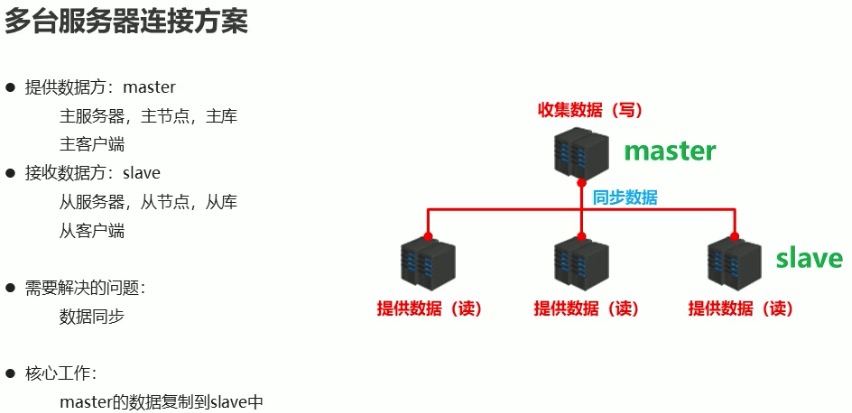 多台服务器连接方案
● 提供数据方：master
主服务器，主节点，主库
主客户端
● 接收数据方：slave
从服务器，从节点，从库
从客户端
● 需要解决的问题：
数据同步
● 核心工作：
master的数据复制到slave中
收集数据（写）
master
同步数据
slave
提供数据（读）
提供数据（读）
提供数据（读）